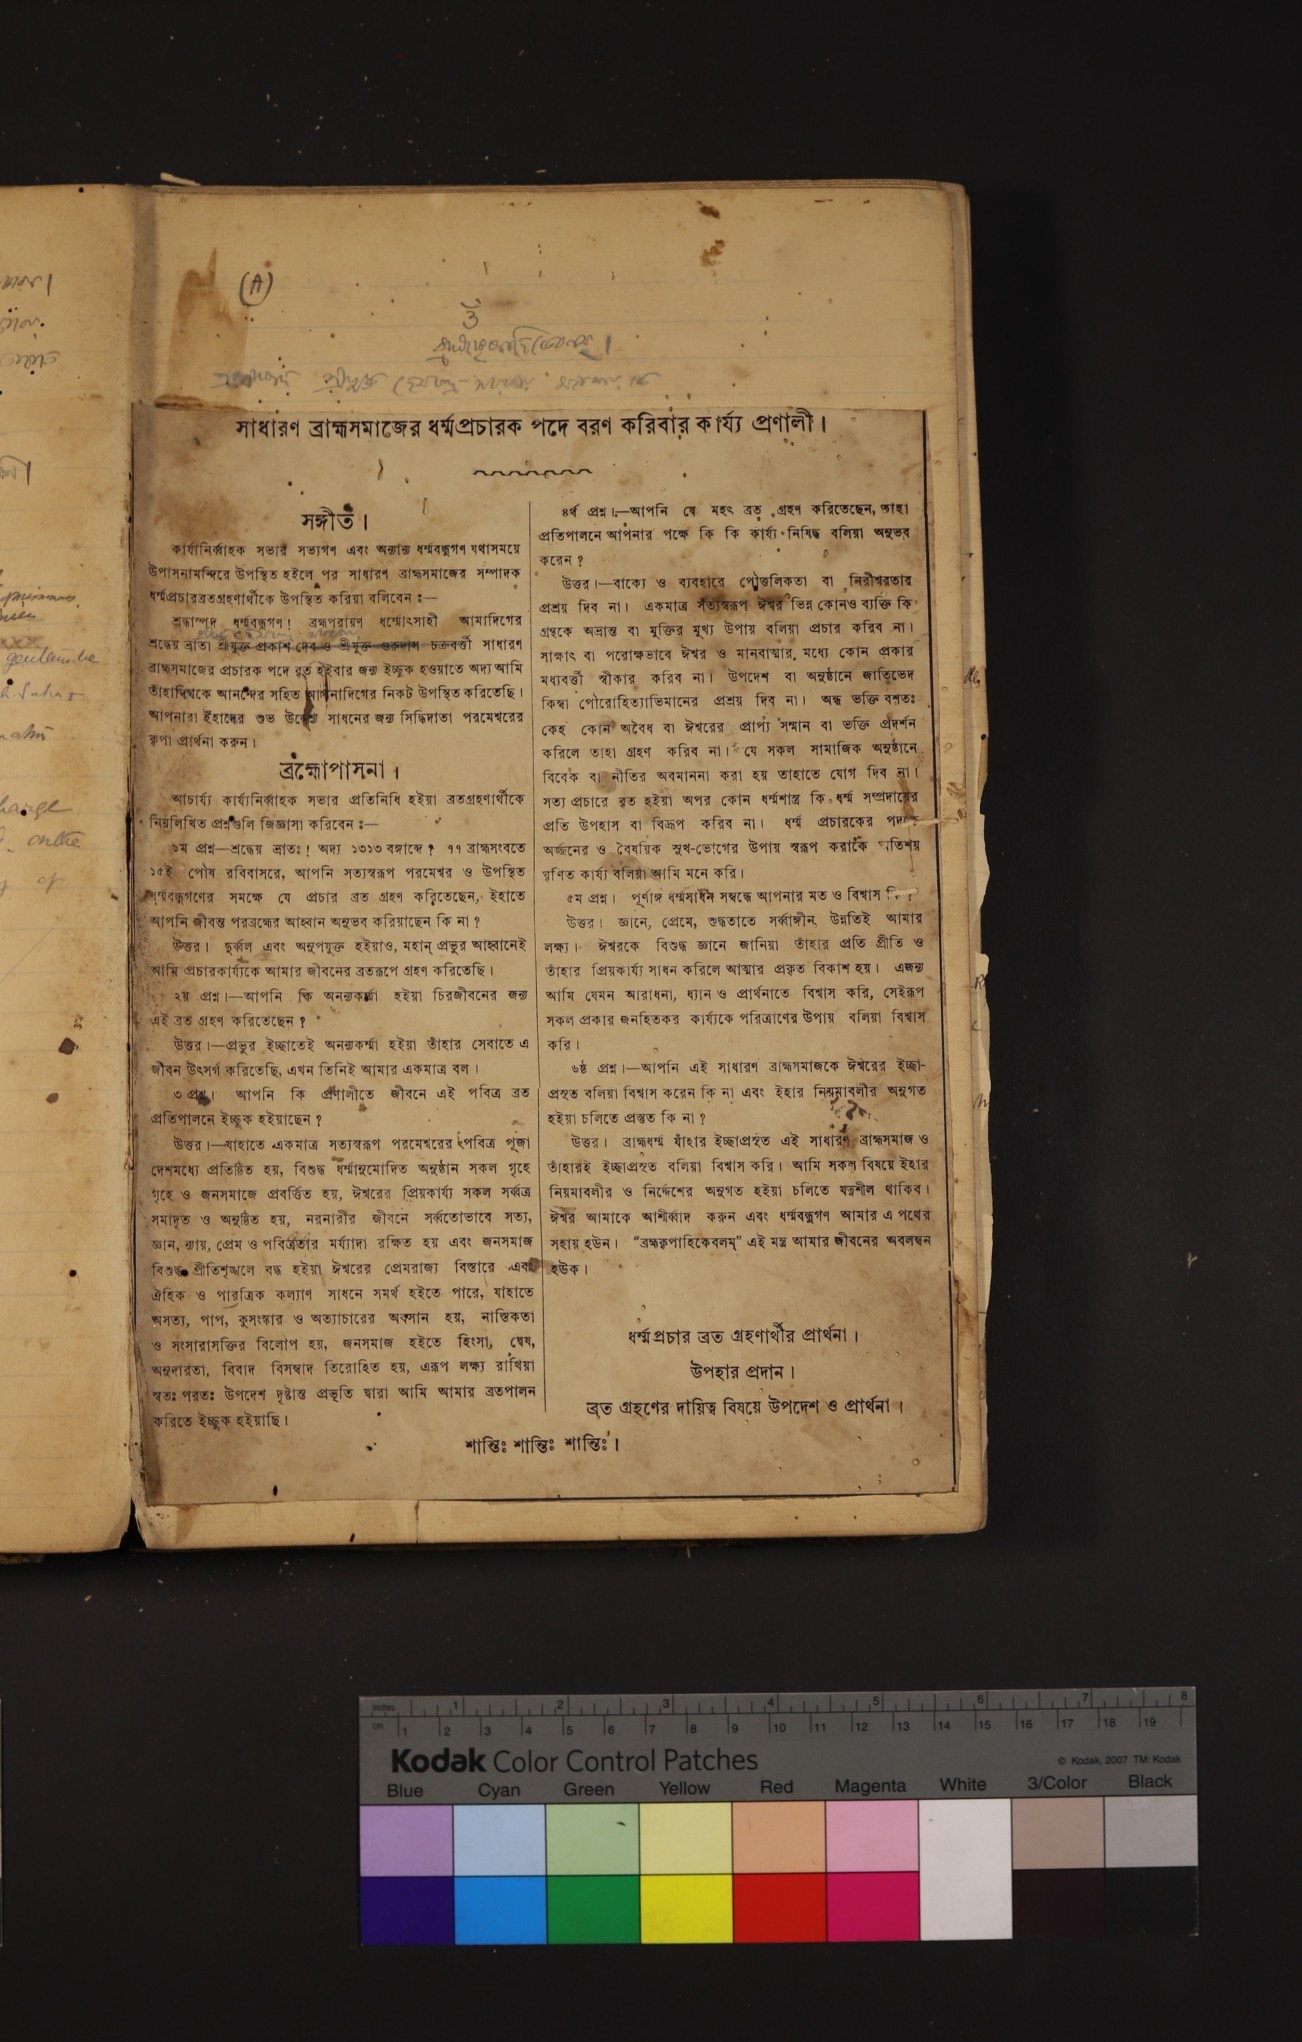 (A)
ওঁ
সাধারণ ব্রাহ্মসমাজের ধর্ম্মপ্রচারক পদে বরণ করিবার কার্য্য প্রণালী।
সঙ্গীত।
কার্য্যনির্ব্বাহক সভার সভ্যগণ এবং অন্যান্য ধর্ম্মবন্ধুগণ যথাসময়ে
উপাসনামন্দিরে উপস্থিত হইলে পর সাধারণ ব্রাহ্মসমাজের সম্পাদক
ধর্ম্মপ্রচারব্রতগ্রহণার্থীকে উপস্থিত করিয়া বলিবেন ঃ—
শ্রদ্ধাস্পদ ধর্ম্মবন্ধুগণ! ব্রহ্মপরায়ণ ধর্ম্মোৎসাহী আমাদিগের
শ্রদ্ধেয় ভ্রাতা শ্রীযুক্ত প্রকাশ দেব ও শ্রীযুক্ত গুরুদাস চক্রবর্ত্তী সাধারণ
ব্রাহ্মসমাজের প্রচারক পদে বৃত হইবার জন্য ইচ্ছুক হওয়াতে অদ্য আমি
তাঁহাদিগকে আনন্দের সহিত আপনাদিগের নিকট উপস্থিত করিতেছি।
আপনারা ইঁহাদের শুভ উদ্দেশ্য সাধনের জন্য সিদ্ধিদাতা পরমেশ্বরের
কৃপা প্রার্থনা করুন।
ব্রহ্মোপাসনা।
আচার্য্য কার্য্যনির্ব্বাহক সভার প্রতিনিধি হইয়া ব্রতগ্রহণার্থীকে
নিম্নলিখিত প্রশ্নগুলি জিজ্ঞাসা করিবেন ঃ—
১ম প্রশ্ন—শ্রদ্ধেয় ভ্রাতঃ! অদ্য ১৩১৩ বঙ্গাব্দে ? ৭৭ ব্রাহ্মসংবতে
১৫ই পৌষ রবিবাসরে, আপনি সত্যস্বরূপ পরমেশ্বর ও উপস্থিত
ধর্ম্মবন্ধুগণের সমক্ষে যে প্রচার ব্রত গ্রহণ করিতেছেন, ইহাতে
আপনি জীবন্ত পরব্রহ্মের আহ্বান অনুভব করিয়াছেন কি না?
উত্তর। দুর্ব্বল এবং অনুপযুক্ত হইয়াও, মহান্ প্রভুর আহ্বানেই
আমি প্রচারকার্য্যকে আমার জীবনের ব্রতরূপে গ্রহণ করিতেছি।
২য় প্রশ্ন।—আপনি কি অনন্যকর্ম্মা হইয়া চিরজীবনের জন্য
এই ব্রত গ্রহণ করিতেছেন?
উত্তর।—প্রভুর ইচ্ছাতেই অনন্যকর্ম্মা হইয়া তাঁহার সেবাতে এ
জীবন উৎসর্গ করিতেছি, এখন তিনিই আমার একমাত্র বল।
৩ প্রশ্ন। আপনি কি প্রণালীতে জীবনে এই পবিত্র ব্রত
প্রতিপালনে ইচ্ছুক হইয়াছেন?
উত্তর।—যাহাতে একমাত্র সত্যস্বরূপ পরমেশ্বরের পবিত্র পূজা
দেশমধ্যে প্রতিষ্ঠিত হয়, বিশুদ্ধ ধর্ম্মানুমোদিত অনুষ্ঠান সকল গৃহে
গৃহে ও জনসমাজে প্রবর্ত্তিত হয়, ঈশ্বরের প্রিয়কার্য্য সকল সর্ব্বত্র
সমাদৃত ও অনুষ্ঠিত হয়, নরনারীর জীবনে সর্ব্বতোভাবে সত্য,
জ্ঞান, ন্যায়, প্রেম ও পবিত্রতার মর্য্যাদা রক্ষিত হয় এবং জনসমাজ
বিশুদ্ধ প্রীতিশৃঙ্খলে বদ্ধ হইয়া ঈশ্বরের প্রেমরাজ্য বিস্তারে এবং
ঐহিক ও পারত্রিক কল্যাণ সাধনে সমর্থ হইতে পারে, যাহাতে
অসত্য, পাপ, কুসংস্কার ও অত্যাচারের অবসান হয়, নাস্তিকতা
ও সংসারাসক্তির বিলোপ হয়, জনসমাজ হইতে হিংসা, দ্বেষ,
অনুদারতা, বিবাদ বিসম্বাদ তিরোহিত হয়, এরূপ লক্ষ্য রাখিয়া
স্বতঃ পরতঃ উপদেশ দৃষ্টান্ত প্রভৃতি দ্বারা আমি আমার ব্রতপালন
করিতে ইচ্ছুক হইয়াছি।
৪র্থ প্রশ্ন।—আপনি যে মহৎ ব্রত গ্রহণ করিতেছেন, তাহা
প্রতিপালনে আপনার পক্ষে কি কি কার্য্য নিষিদ্ধ বলিয়া অনুভব
করেন?
উত্তর।—বাক্যে ও ব্যবহারে পৌত্তলিকতা বা নিরীশ্বরতার
প্রশ্রয় দিব না। একমাত্র সত্যস্বরূপ ঈশ্বর ভিন্ন কোনও ব্যক্তি কি
গ্রন্থকে অভ্রান্ত বা মুক্তির মুখ্য উপায় বলিয়া প্রচার করিব না।
সাক্ষাৎ বা পরোক্ষভাবে ঈশ্বর ও মানবাত্মার মধ্যে কোন প্রকার
মধ্যবর্ত্তী স্বীকার করিব না। উপদেশ বা অনুষ্ঠানে জাতিভেদ
কিম্বা পৌরোহিত্যাভিমানের প্রশ্রয় দিব না। অন্ধ ভক্তি বশতঃ
কেহ কোন অবৈধ বা ঈশ্বরের প্রাপ্য সম্মান বা ভক্তি প্রদর্শন
করিলে তাহা গ্রহণ করিব না। যে সকল সামাজিক অনুষ্ঠানে
বিবেক বা নীতির অবমাননা করা হয় তাহাতে যোগ দিব না।
সত্য প্রচারে বৃত হইয়া অপর কোন ধর্ম্মশাস্ত্র কি ধর্ম্ম সম্প্রদায়ের
প্রতি উপহাস বা বিদ্রূপ করিব না। ধর্ম্ম প্রচারকের পদকে
অর্জ্জনের ও বৈষয়িক সুখ-ভোগের উপায় স্বরূপ করাকে অতিশয়
ঘৃণিত কার্য্য বলিয়া আমি মনে করি।
৫ম প্রশ্ন। পূর্ণাঙ্গ ধর্ম্মসাধন সম্বন্ধে আপনার মত ও বিশ্বাস কি?
উত্তর। জ্ঞানে, প্রেমে, শুদ্ধতাতে সর্ব্বাঙ্গীন উন্নতিই আমার
লক্ষ্য। ঈশ্বরকে বিশুদ্ধ জ্ঞানে জানিয়া তাঁহার প্রতি প্রীতি ও
তাঁহার প্রিয়কার্য্য সাধন করিলে আত্মার প্রকৃত বিকাশ হয়। এজন্য
আমি যেমন আরাধনা, ধ্যান ও প্রার্থনাতে বিশ্বাস করি, সেইরূপ
সকল প্রকার জনহিতকর কার্য্যকে পরিত্রাণের উপায় বলিয়া বিশ্বাস
করি।
৬ষ্ঠ প্রশ্ন।—আপনি এই সাধারণ ব্রাহ্মসমাজকে ঈশ্বরের ইচ্ছা-
প্রসূত বলিয়া বিশ্বাস করেন কি না এবং ইহার নিয়মাবলীর অনুগত
হইয়া চলিতে প্রস্তুত কি না?
উত্তর। ব্রাহ্মধর্ম্ম যাঁহার ইচ্ছাপ্রসূত এই সাধারণ ব্রাহ্মসমাজ ও
তাঁহারই ইচ্ছাপ্রসূত বলিয়া বিশ্বাস করি। আমি সকল বিষয়ে ইহার
নিয়মাবলীর ও নির্দ্দেশের অনুগত হইয়া চলিতে যত্নশীল থাকিব।
ঈশ্বর আমাকে আশীর্ব্বাদ করুন এবং ধর্ম্মবন্ধুগণ আমার এ পথের
সহায় হউন। “ব্রহ্মকৃপাহিকেবলম্” এই মন্ত্র আমার জীবনের অবলম্বন
হউক।
ধর্ম্মপ্রচার ব্রত গ্রহণার্থীর প্রার্থনা।
উপহার প্রদান।
ব্রত গ্রহণের দায়িত্ব বিষয়ে উপদেশ ও প্রার্থনা।
শান্তিঃ শান্তিঃ শান্তিঃ।
inches 1 2 3 4 5 6 7 8
cm 1 2 3 4 5 6 7 8 9 10 11 12 13 14 15 16 17 18 19
Kodak Color Control Patches
© Kodak, 2007 TM: Kodak
Blue Cyan Green Yellow Red Magenta White 3/Color Black